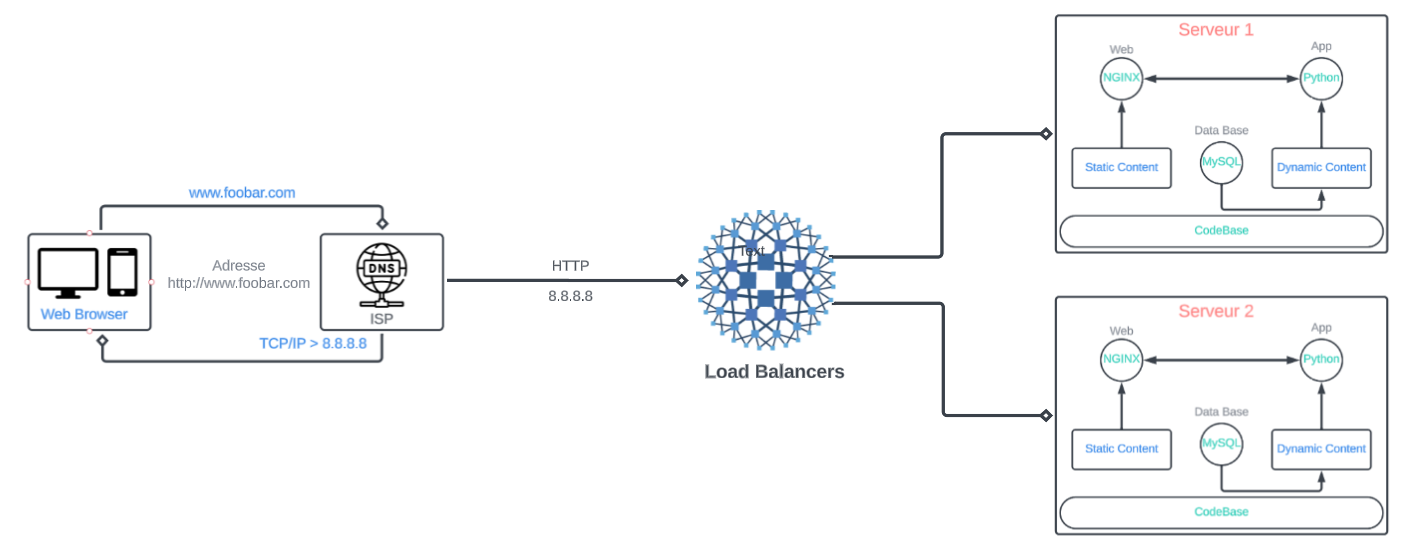 www.foobar.com
Web Browser
Adresse
http://www.foobar.com
DNS
ISP
TCP/IP > 8.8.8.8
HTTP
8.8.8.8
Text
Load Balancers
Serveur 1
Web
App
NGINX
Python
Data Base
MySQL
Static Content
Dynamic Content
CodeBase
Serveur 2
Web
App
NGINX
Python
Data Base
MySQL
Static Content
Dynamic Content
CodeBase